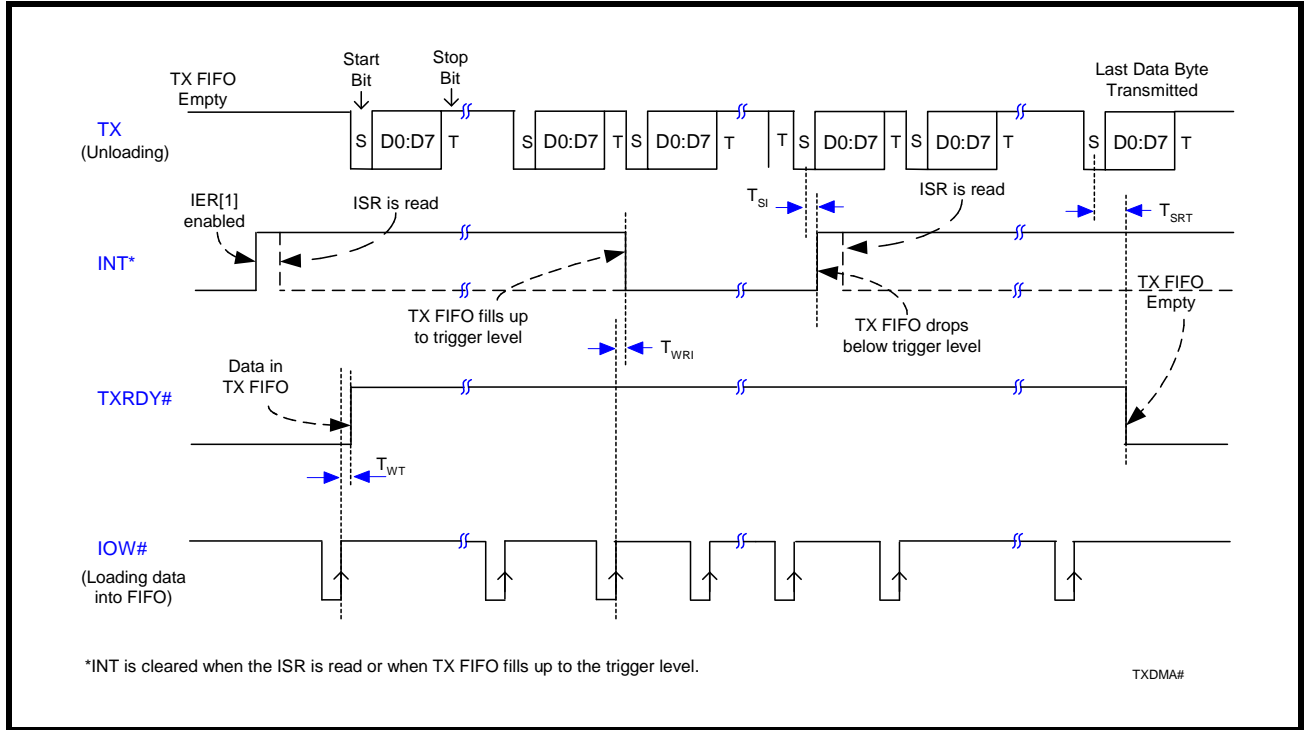 TX FIFO
Empty
Start
Bit
Stop
Bit
Last Data Byte
Transmitted
TX
(Unloading)
S D0:D7 T S D0:D7 T S D0:D7 T T S D0:D7 T S D0:D7 T S D0:D7 T
IER[1]
enabled
ISR is read
TSI
ISR is read
TSRT
INT*
TX FIFO fills up
to trigger level
TX FIFO drops
below trigger level
TX FIFO
Empty
TWRI
Data in
TX FIFO
TXRDY#
TWT
IOW#
(Loading data
into FIFO)
*INT is cleared when the ISR is read or when TX FIFO fills up to the trigger level.
TXDMA#